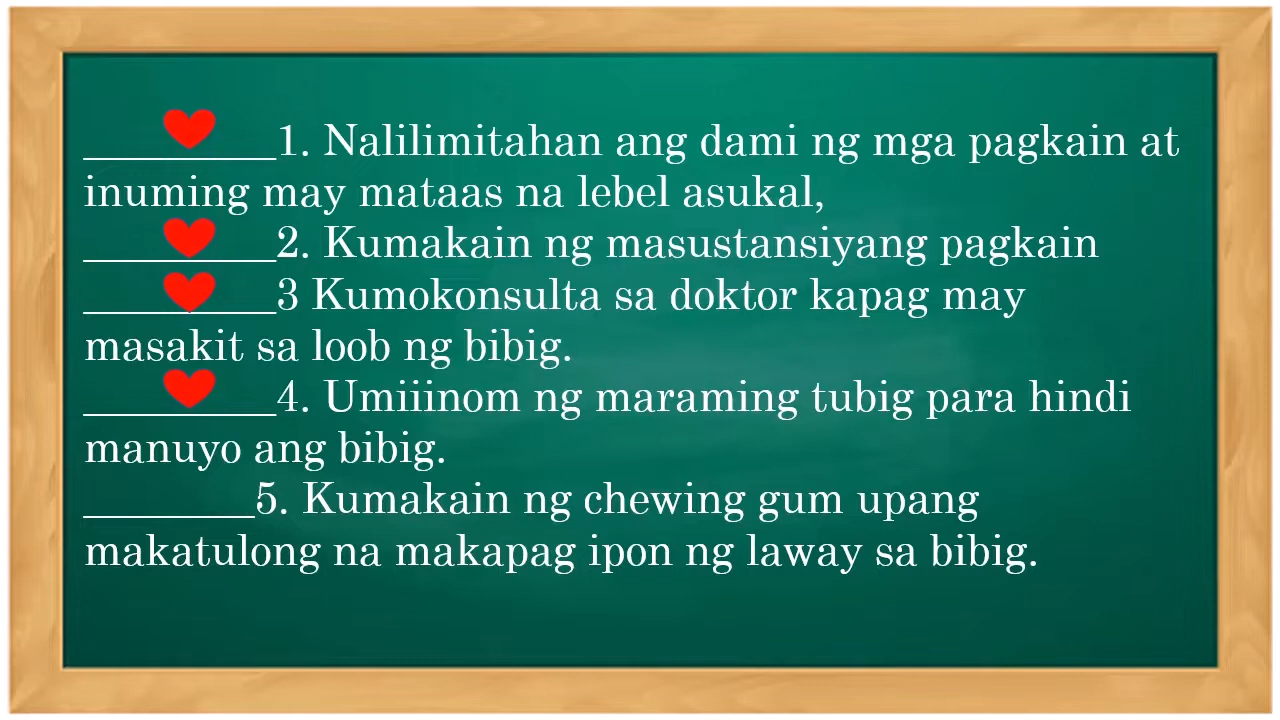 _________1. Nalilimitahan ang dami ng mga pagkain at
inuming may mataas na lebel asukal,
_________2. Kumakain ng masustansiyang pagkain
_________3 Kumokonsulta sa doktor kapag may
masakit sa loob ng bibig.
_________4. Umiiinom ng maraming tubig para hindi
manuyo ang bibig.
________5. Kumakain ng chewing gum upang
makatulong na makapag ipon ng laway sa bibig.